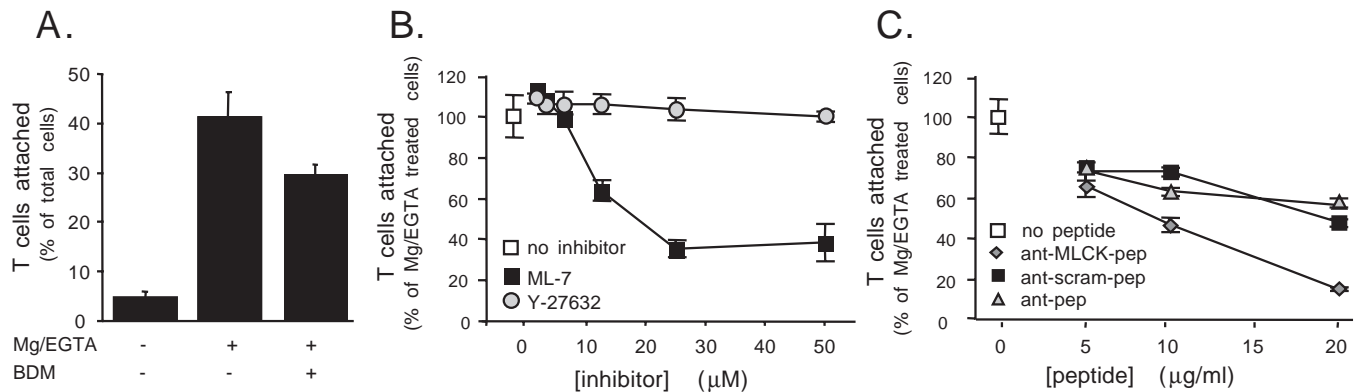 A.
T cells attached
(% of total cells)
50
40
30
20
10
0
Mg/EGTA - + +
BDM - - +
B.
T cells attached
(% of Mg/EGTA treated cells)
120
100
80
60
40
20
0
no inhibitor
ML-7
Y-27632
0 10 20 30 40 50
[inhibitor] (μM)
C.
T cells attached
(% of Mg/EGTA treated cells)
120
100
80
60
40
20
0
no peptide
ant-MLCK-pep
ant-scram-pep
ant-pep
0 5 10 15 20
[peptide] (μg/ml)